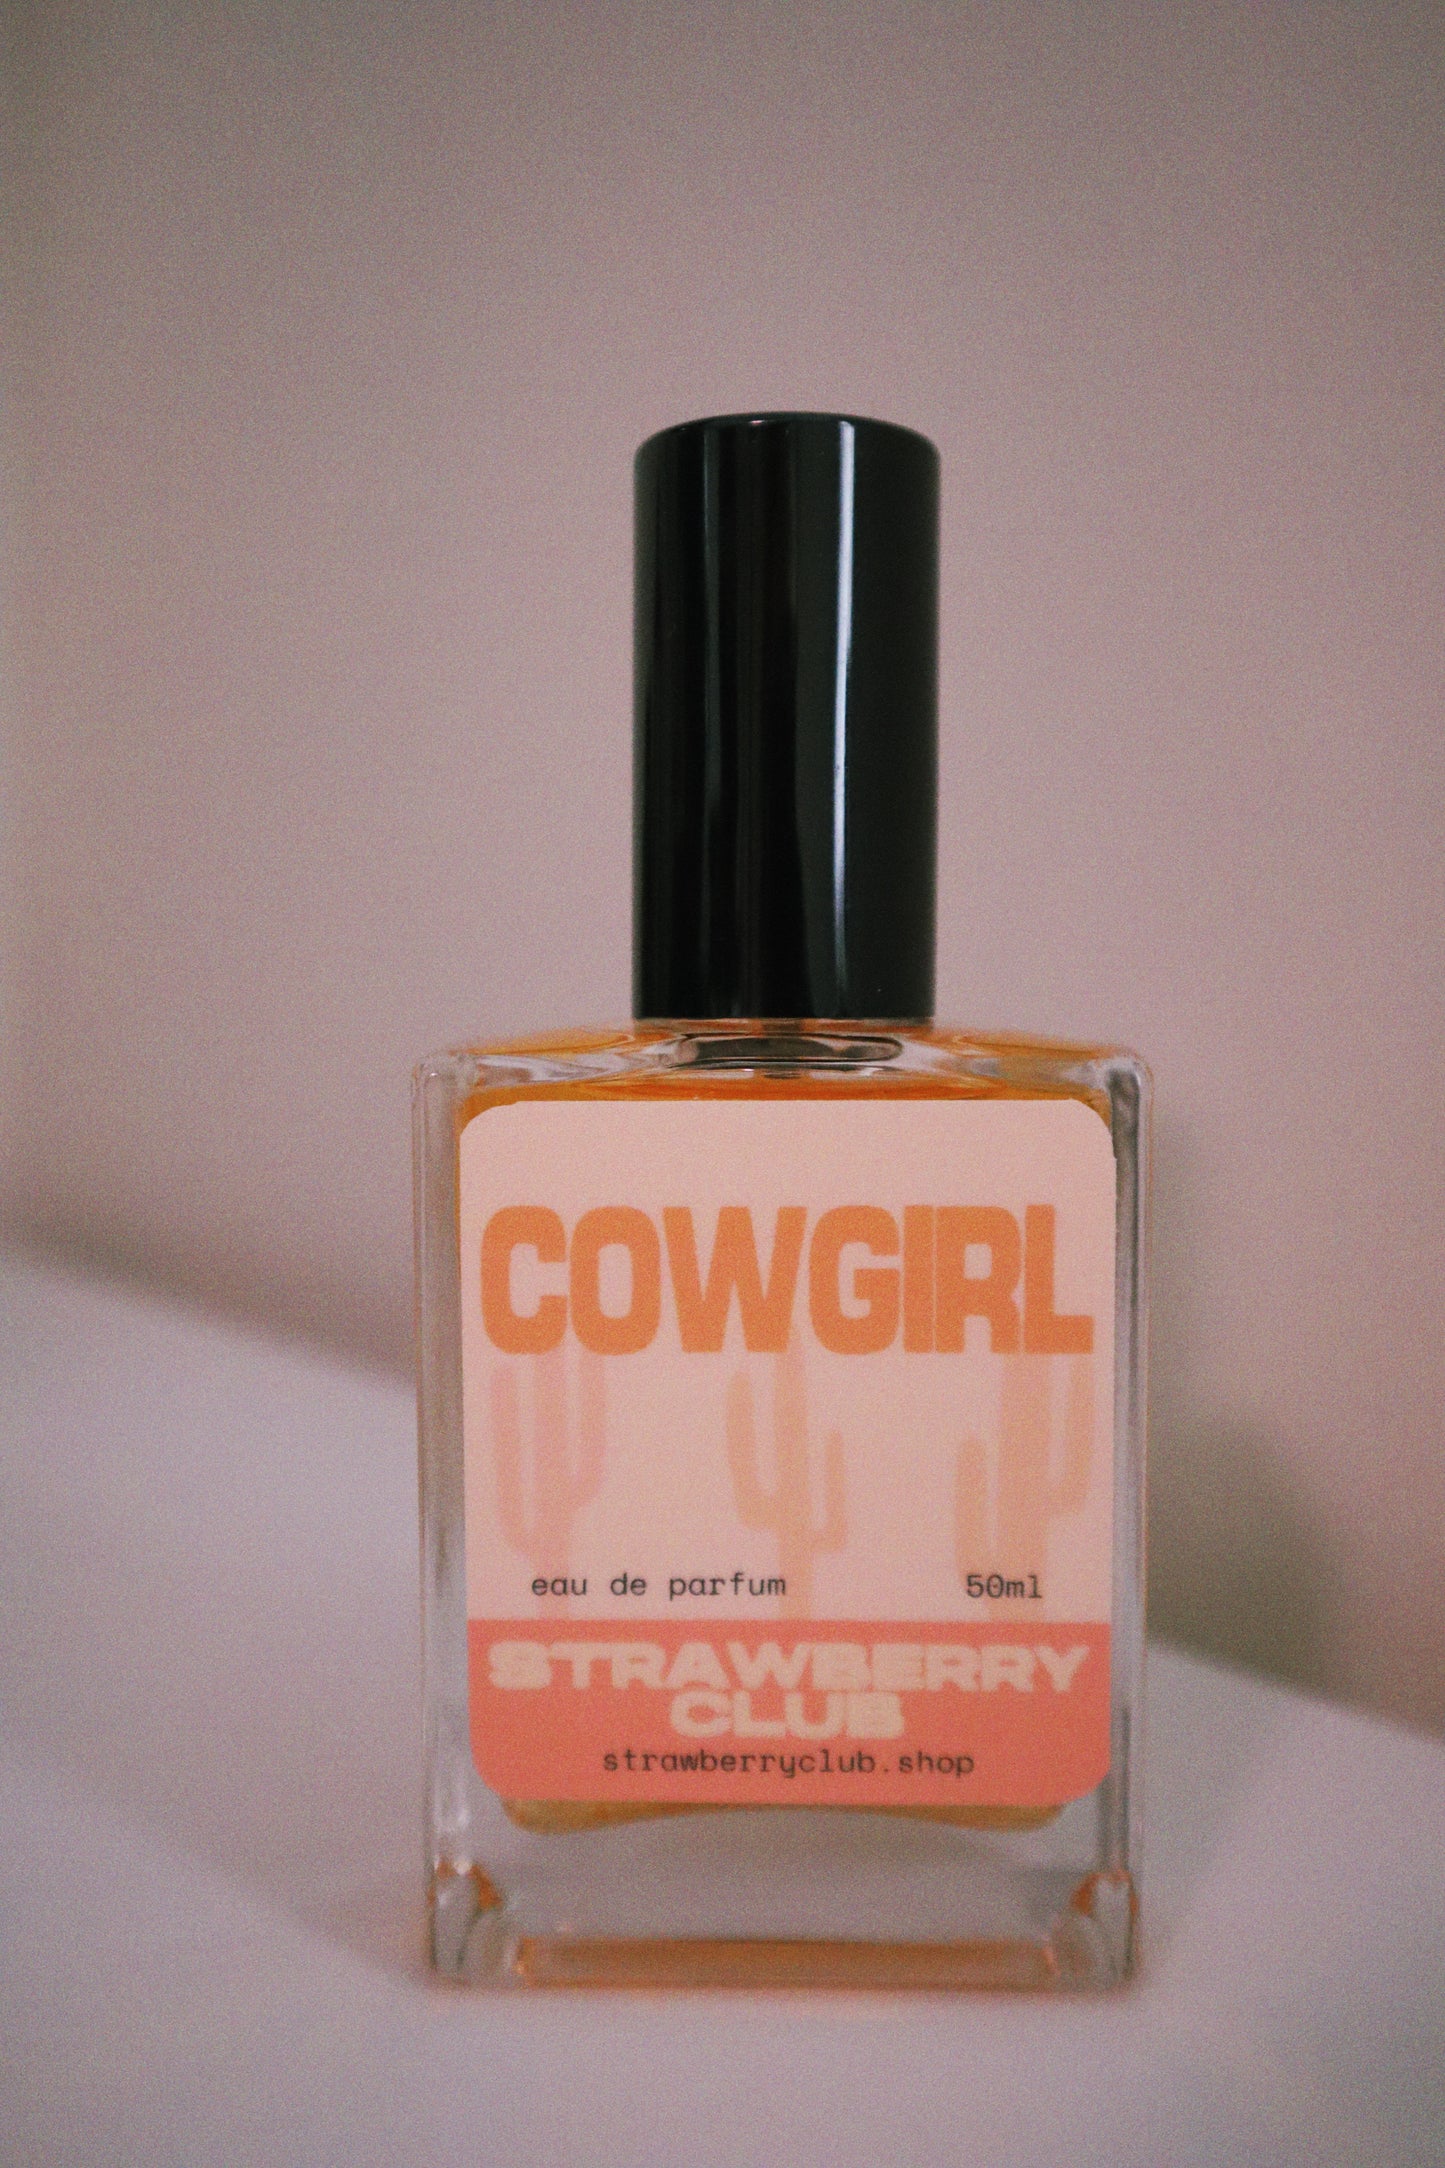 COWGIRL
eau de parfum 50ml
STRAWBERRY
CLUB
strawberryclub.shop